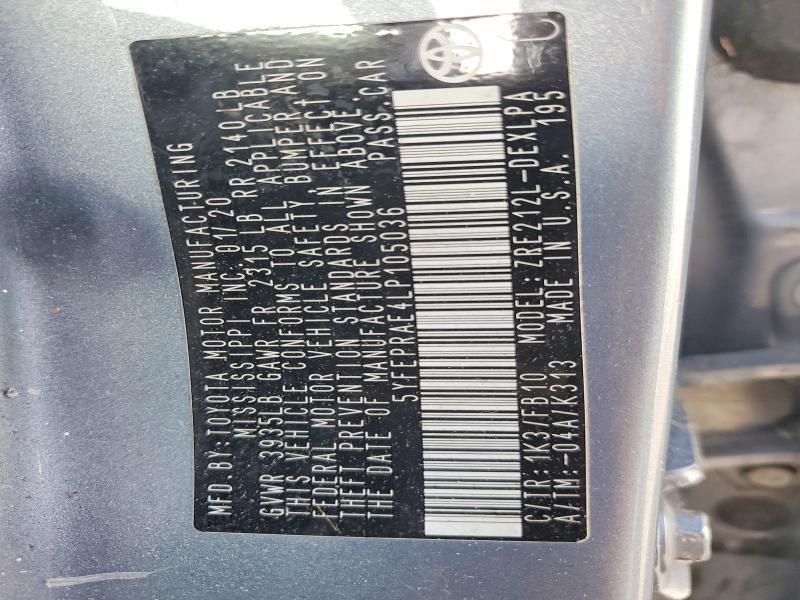 MFD.BY:TOYOTA MOTOR MANUFACTURING
MISSISSIPPI INC. 01/20
GVWR 3935LB GAWR FR 2315 LB RR 2140LB
THIS VEHICLE CONFORMS TO ALL APPLICABLE
FEDERAL MOTOR VEHICLE SAFETY BUMPER AND
THEFT PREVENTION STANDARDS IN EFFECT ON
THE DATE OF MANUFACTURE SHOWN ABOVE.
5YFEPRAE4LP105036 PASS.CAR
C/TR: 1K3/FB10 MODEL: ZRE212L-DEXLPA
A/TM:-04A/K313 MADE IN U.S.A. 195
C